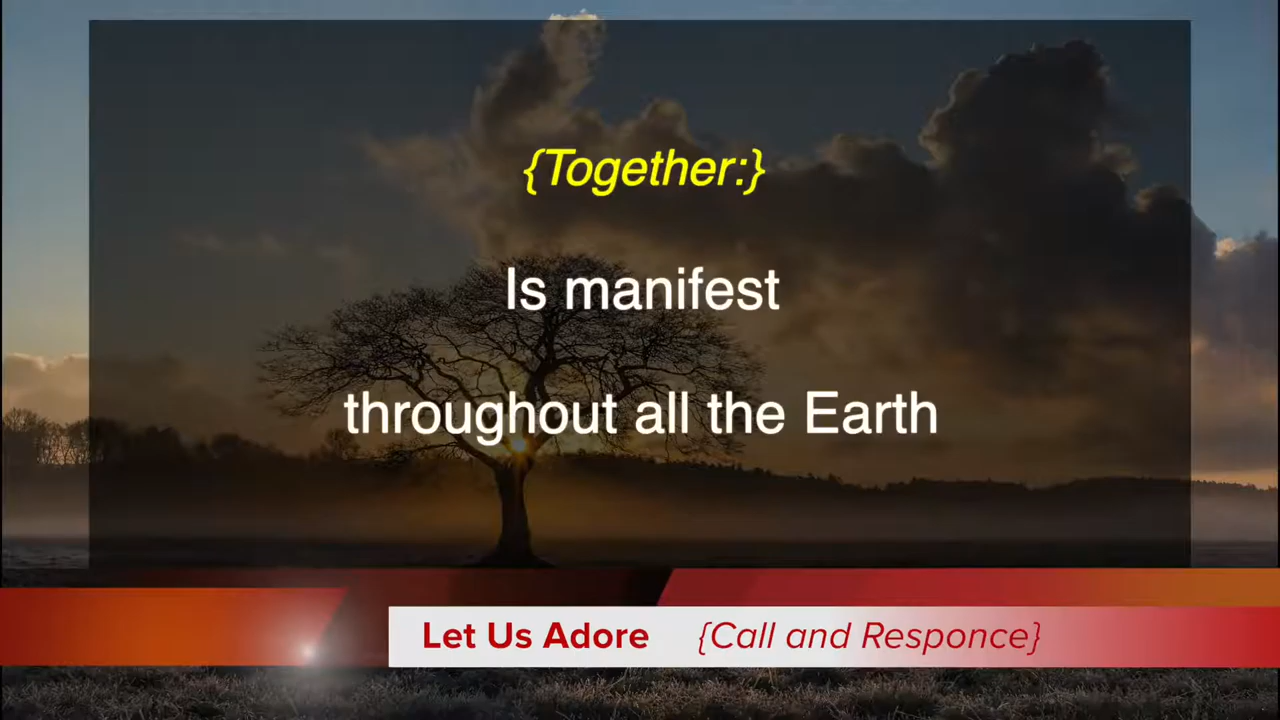 {Together:}
Is manifest
throughout all the Earth
Let Us Adore {Call and Responce}